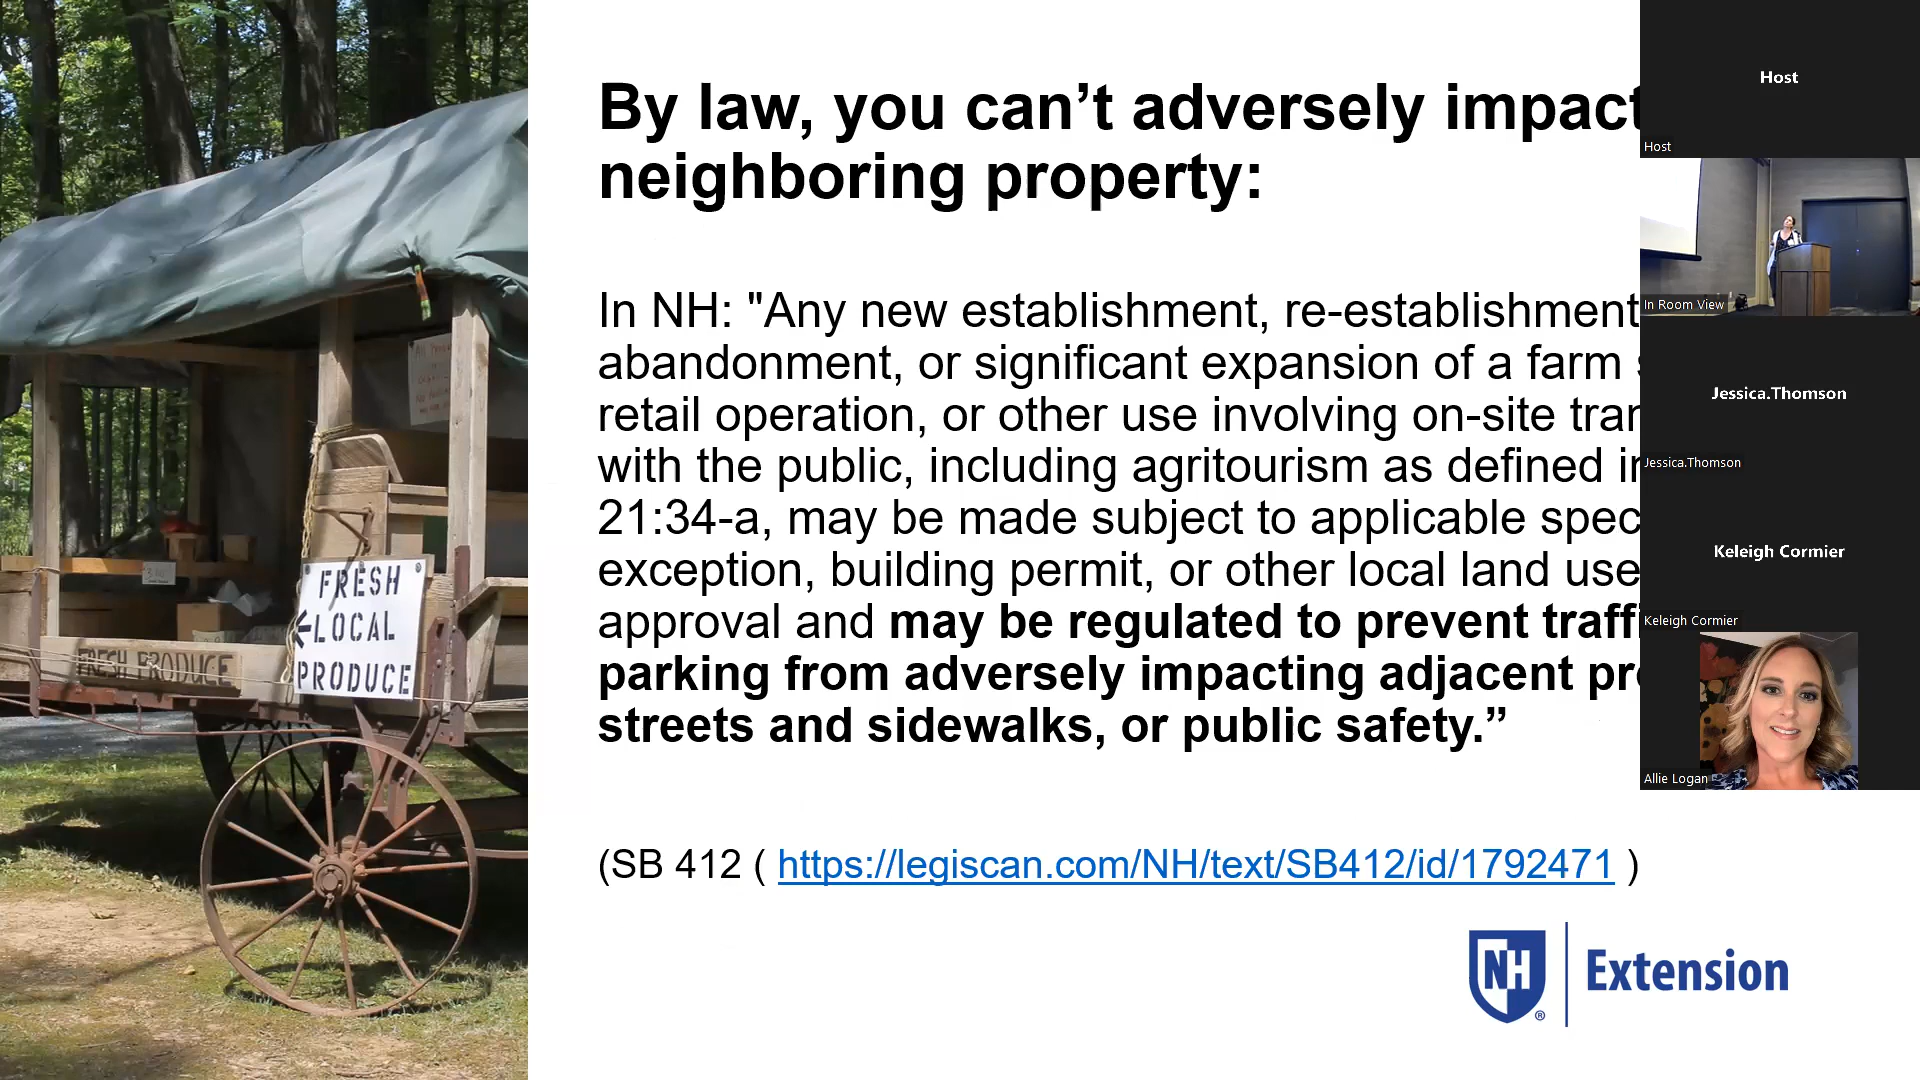 By law, you can’t adversely impact
neighboring property:
In NH: "Any new establishment, re-establishment
abandonment, or significant expansion of a farm
retail operation, or other use involving on-site
with the public, including agritourism as defined
21:34-a, may be made subject to applicable
exception, building permit, or other local land use
approval and may be regulated to prevent
parking from adversely impacting adjacent
streets and sidewalks, or public safety.”
(SB 412 ( https://legiscan.com/NH/text/SB412/id/1792471 )
NH
®
Extension
FRESH
LOCAL
PRODUCE
FRESH PRODUCE
Host
Host
In Room View
Jessica.Thomson
Jessica.Thomson
Keleigh Cormier
Keleigh Cormier
Allie Logan